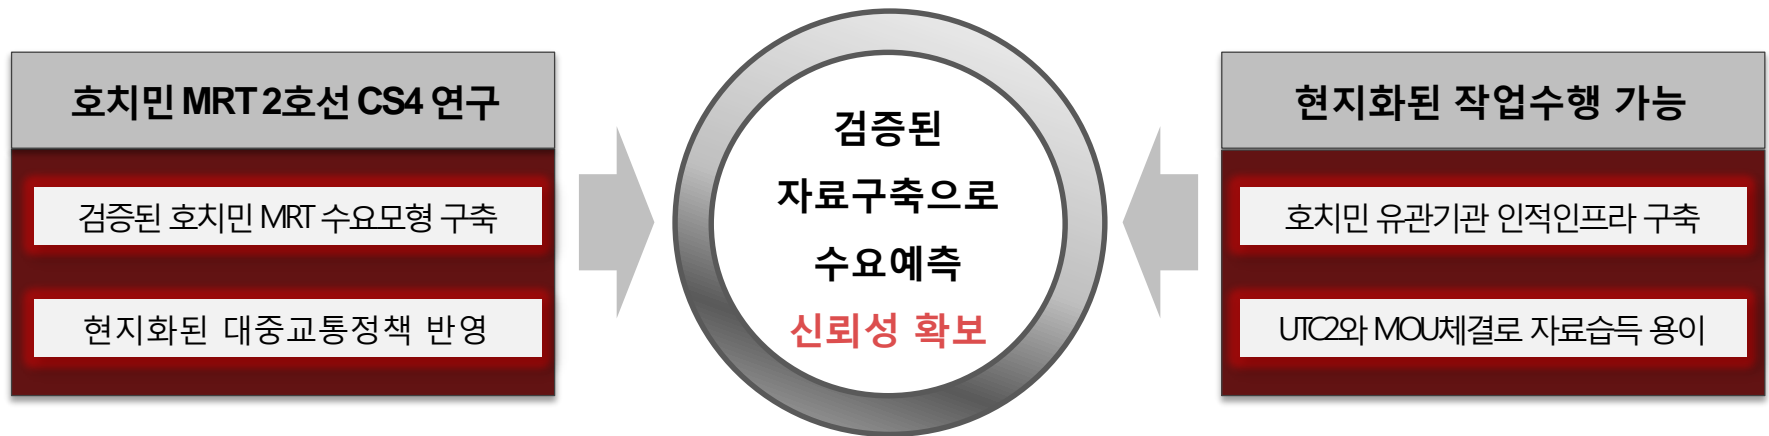 호치민 MRT 2호선 CS4 연구
검증된 호치민 MRT 수요모형 구축
현지화된 대중교통정책 반영
검증된
자료구축으로
수요예측
신뢰성 확보
현지화된 작업수행 가능
호치민 유관기관 인적인프라 구축
UTC2와 MOU체결로 자료습득 용이